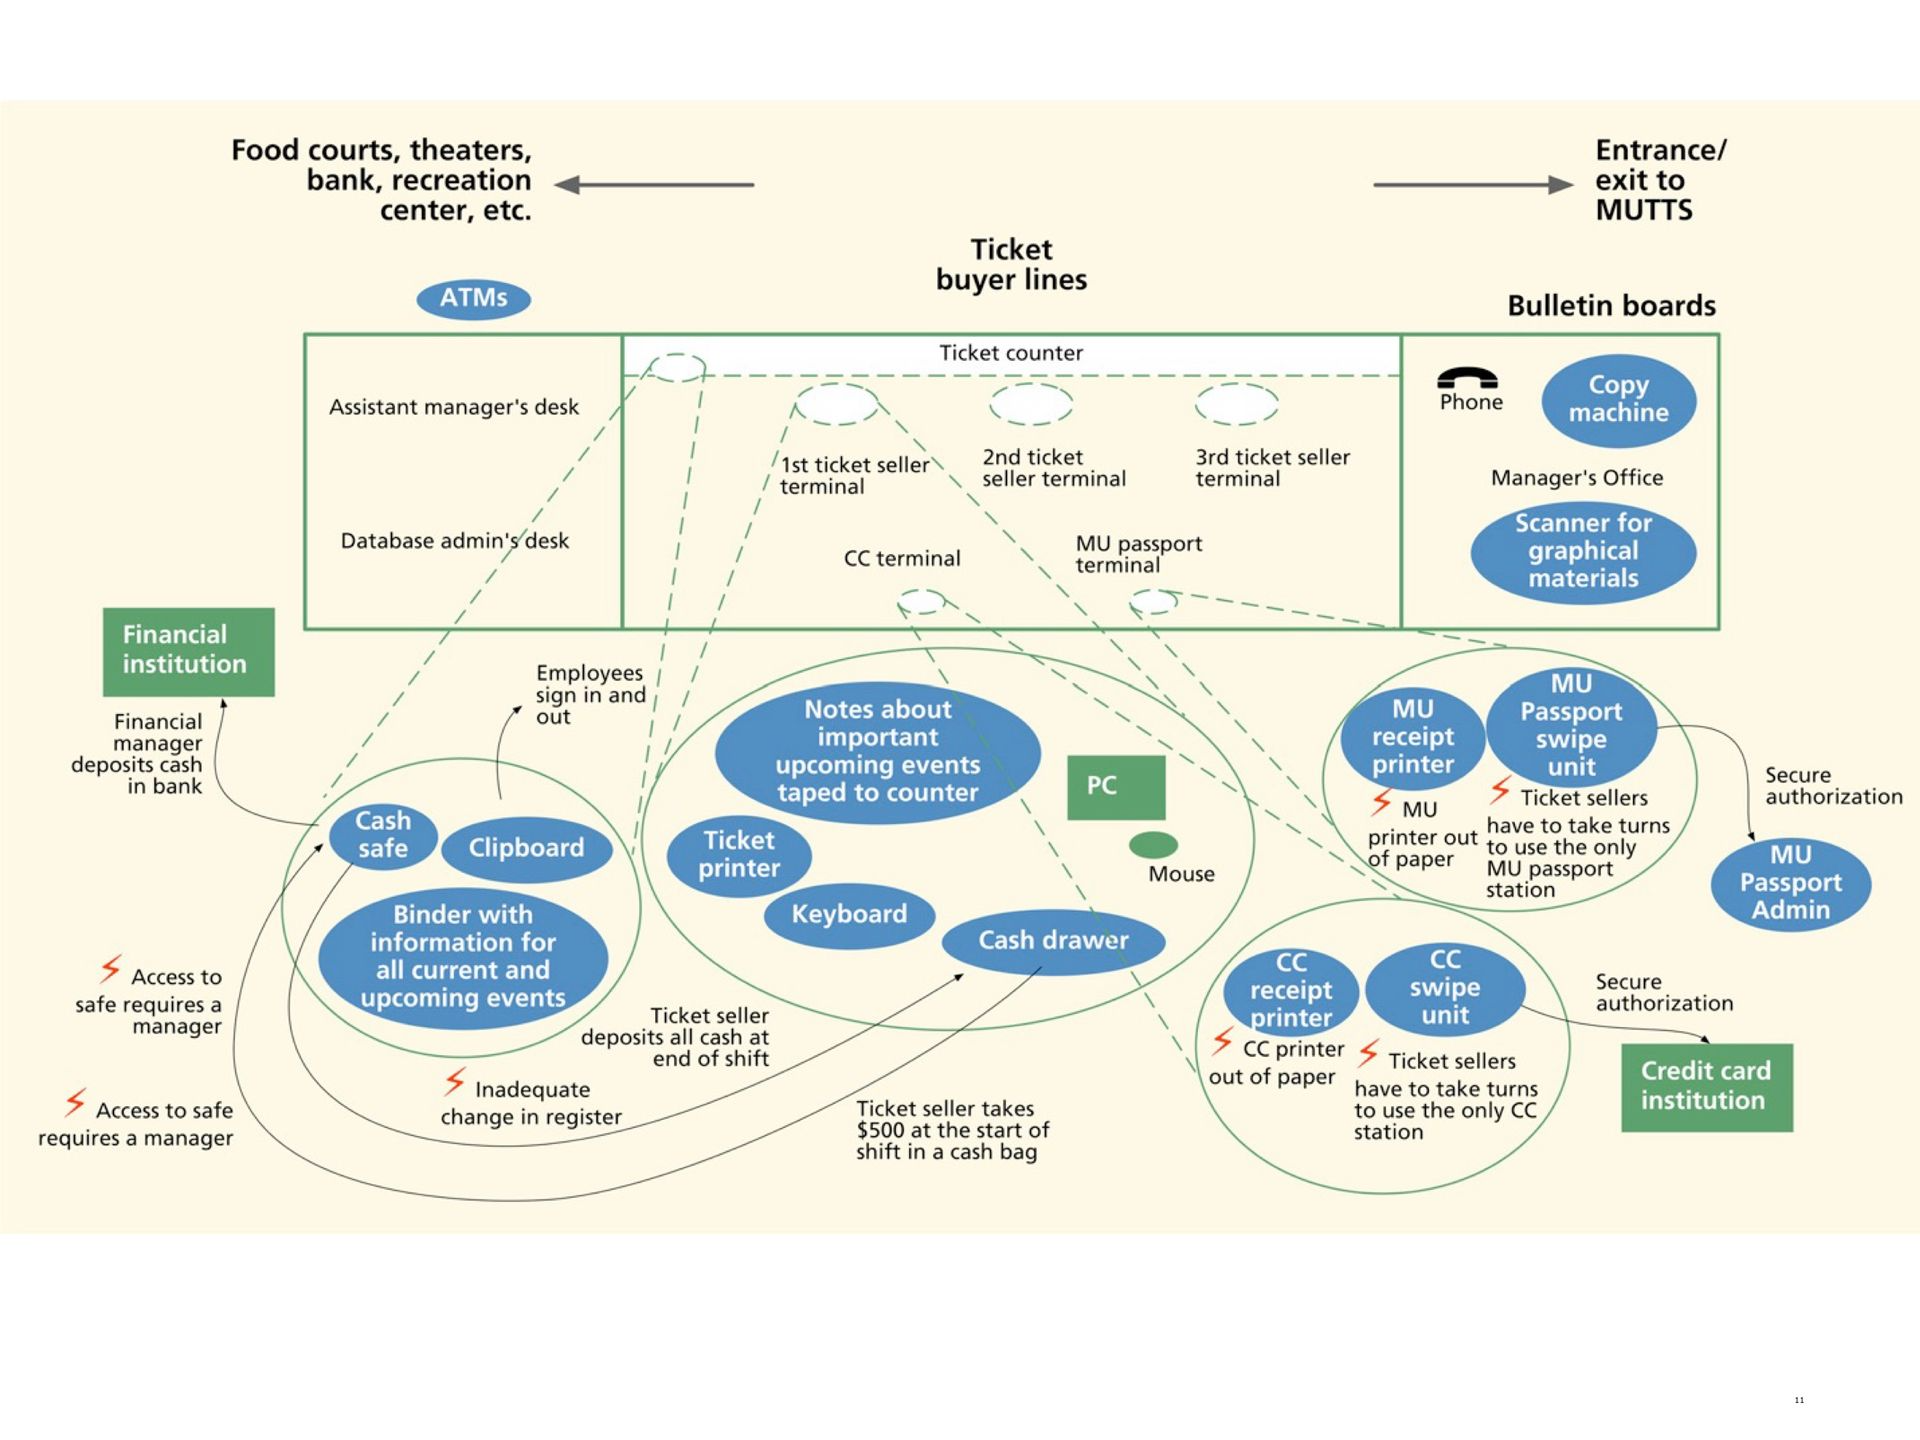 Food courts, theaters,
bank, recreation
center, etc.
Entrance/
exit to
MUTTS
Ticket
buyer lines
ATMs
Bulletin boards
Ticket counter
Assistant manager's desk
Database admin's desk
1st ticket seller
terminal
2nd ticket
seller terminal
3rd ticket seller
terminal
CC terminal
MU passport
terminal
Phone
Copy
machine
Manager's Office
Scanner for
graphical
materials
Financial
institution
Financial
manager
deposits cash
in bank
Employees
sign in and
out
Cash
safe
Clipboard
Binder with
information for
all current and
upcoming events
Notes about
important
upcoming events
taped to counter
PC
Mouse
Ticket
printer
Keyboard
Cash drawer
MU
receipt
printer
MU
Passport
swipe
unit
MU
printer out
of paper
Ticket sellers
have to take turns
to use the only
MU passport
station
Secure
authorization
MU
Passport
Admin
CC
receipt
printer
CC
swipe
unit
CC printer
out of paper
Ticket sellers
have to take turns
to use the only CC
station
Secure
authorization
Credit card
institution
Access to
safe requires a
manager
Access to safe
requires a manager
Inadequate
change in register
Ticket seller
deposits all cash at
end of shift
Ticket seller takes
$500 at the start of
shift in a cash bag
11